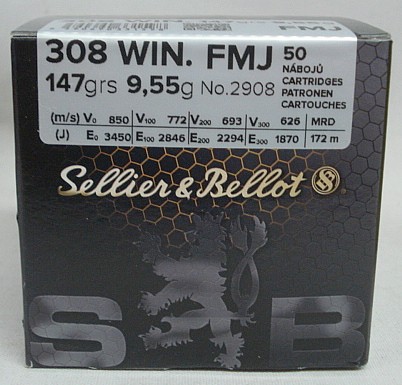 FMJ
308 WIN. FMJ 50
NÁBOJŮ
147grs 9,55g No.2908 CARTRIDGES
PATRONEN
CARTOUCHES
(m/s) V0 850 V100 772 V200 693 V300 626 MRD
(J) E0 3450 E100 2846 E200 2294 E300 1870 172 m
Sellier & Bellot
S B